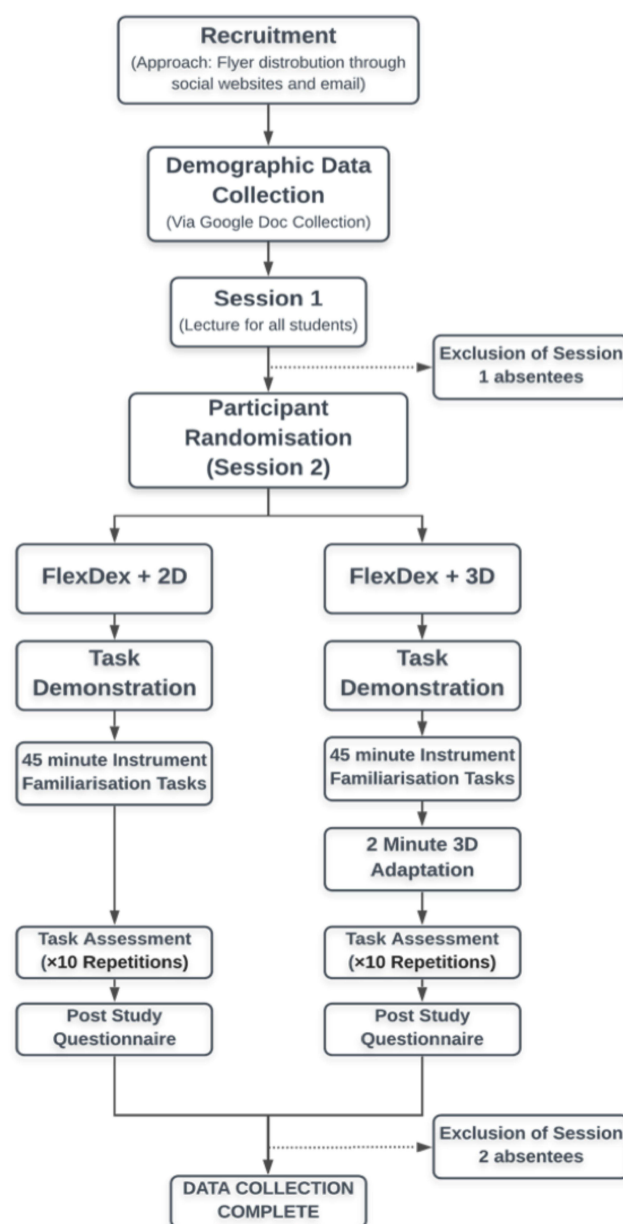 Recruitment
(Approach: Flyer distrobution through
social websites and email)
Demographic Data
Collection
(Via Google Doc Collection)
Session 1
(Lecture for all students)
Exclusion of Session
1 absentees
Participant
Randomisation
(Session 2)
FlexDex + 2D
FlexDex + 3D
Task
Demonstration
Task
Demonstration
45 minute Instrument
Familiarisation Tasks
45 minute Instrument
Familiarisation Tasks
2 Minute 3D
Adaptation
Task Assessment
(×10 Repetitions)
Task Assessment
(×10 Repetitions)
Post Study
Questionnaire
Post Study
Questionnaire
Exclusion of Session
2 absentees
DATA COLLECTION
COMPLETE